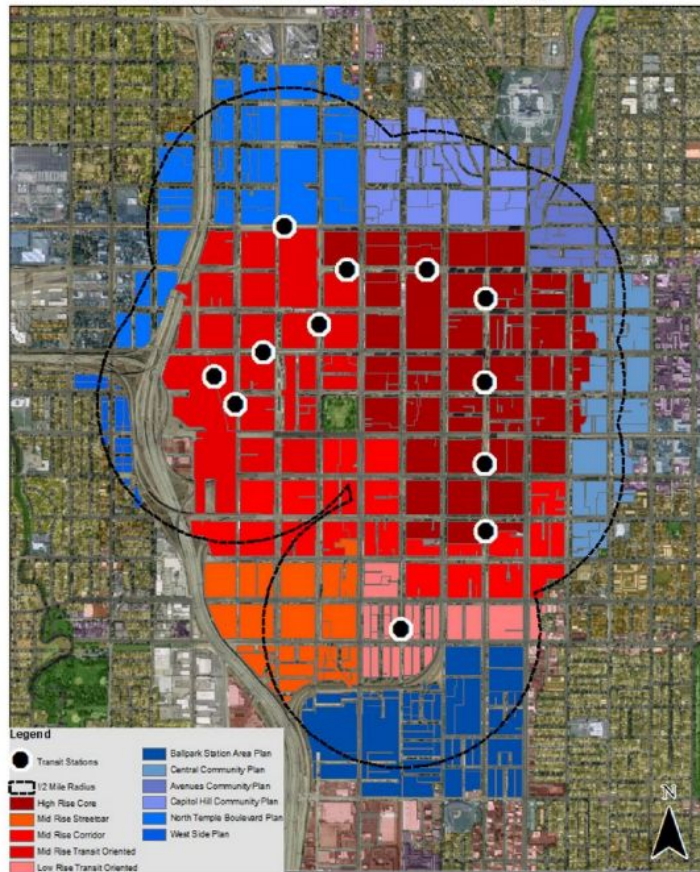 N
Legend
Transit Stations
1/2 Mile Radius
High Rise Core
Mid Rise Streetcar
Mid Rise Corridor
Mid Rise Transit Oriented
Low Rise Transit Oriented
Ballpark Station Area Plan
Central Community Plan
Avenues Community Plan
Capitol Hill Community Plan
North Temple Boulevard Plan
West Side Plan